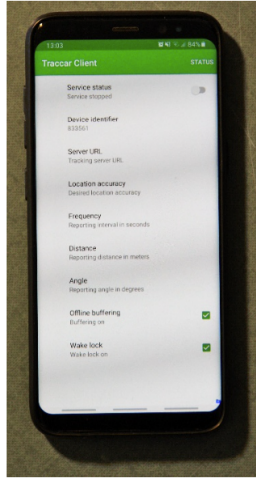 13:03
84%
Traccar Client
STATUS
Service status
Service stopped
Device identifier
Server URL
Tracking server URL
Location accuracy
Desired location accuracy
Frequency
Reporting interval in seconds
Distance
Reporting distance in meters
Angle
Reporting angle in degrees
Offline buffering
Buffering on
Wake lock
Wake lock on